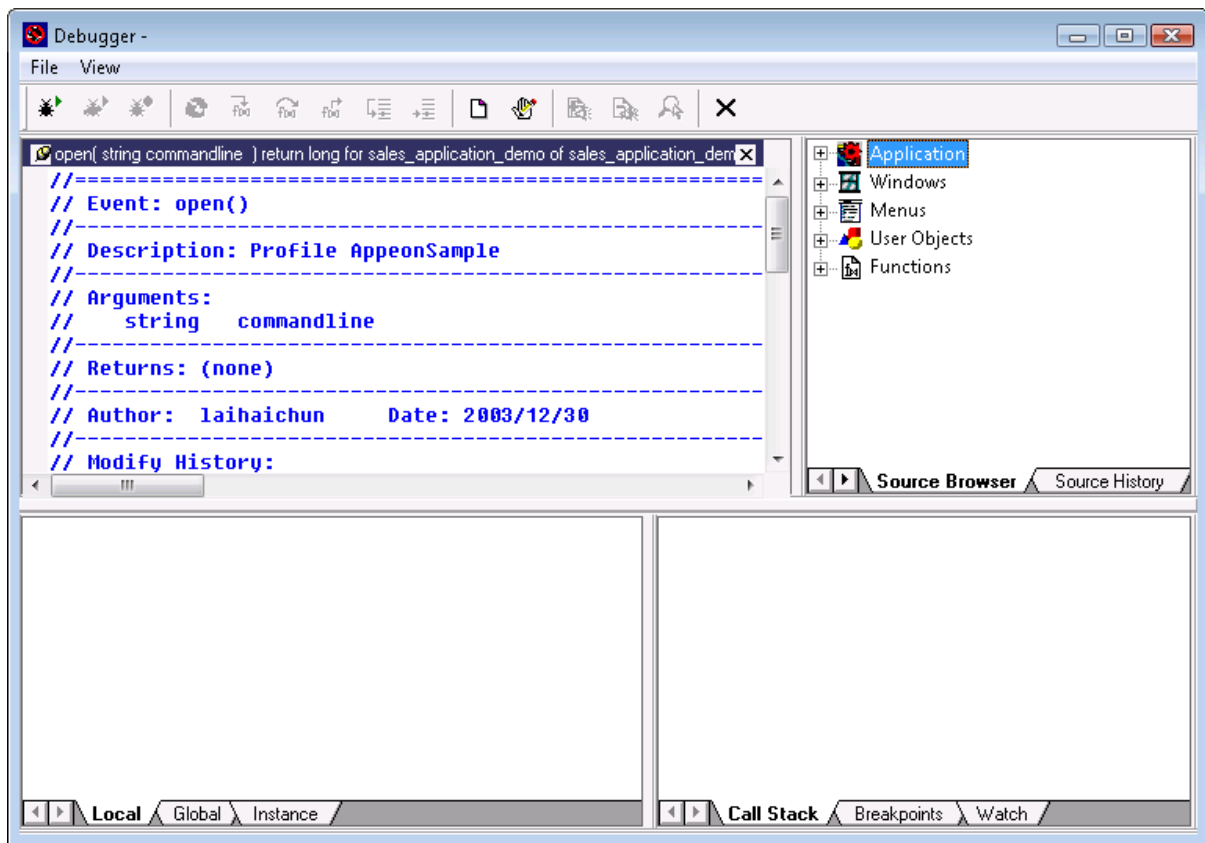 Debugger -
File View
open( string commandline ) return long for sales_application_demo of sales_application_dem
//=======================================================
// Event: open()
//-------------------------------------------------------
// Description: Profile AppeonSample
//-------------------------------------------------------
// Arguments:
// string commandline
//-------------------------------------------------------
// Returns: (none)
//-------------------------------------------------------
// Author: laihaichun Date: 2003/12/30
//-------------------------------------------------------
// Modify History:
Application
Windows
Menus
User Objects
Functions
Source Browser Source History
Local Global Instance
Call Stack Breakpoints Watch